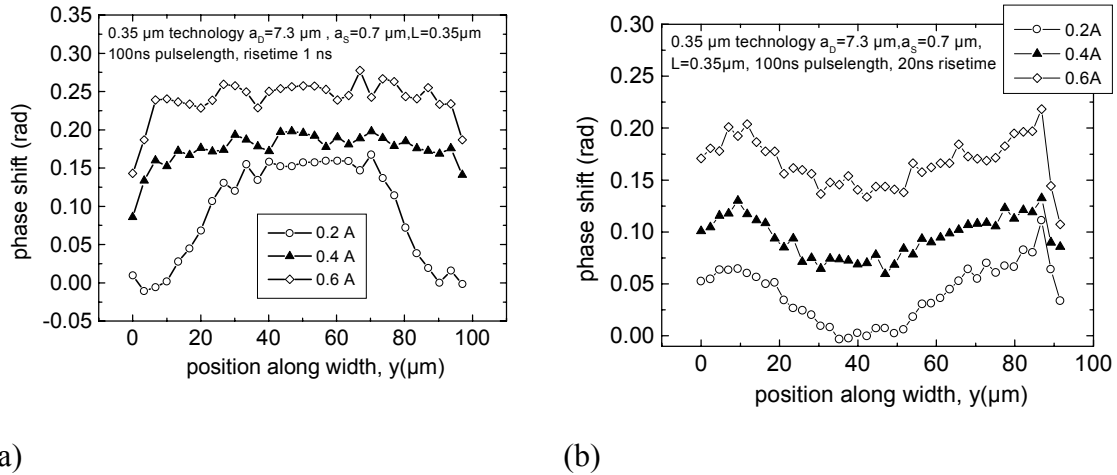 0.35 µm technology a_D=7.3 µm , a_S=0.7 µm,L=0.35µm
100ns pulselength, risetime 1 ns
0.30
0.25
0.20
0.15
0.10
0.05
0.00
-0.05
phase shift (rad)
0.2 A
0.4 A
0.6 A
0 20 40 60 80 100
position along width, y(µm)
a)
0.35 µm technology a_D=7.3 µm,a_S=0.7 µm,
L=0.35µm, 100ns pulselength, 20ns risetime
0.2A
0.4A
0.6A
0.30
0.25
0.20
0.15
0.10
0.05
0.00
phase shift (rad)
0 20 40 60 80 100
position along width, y(µm)
(b)